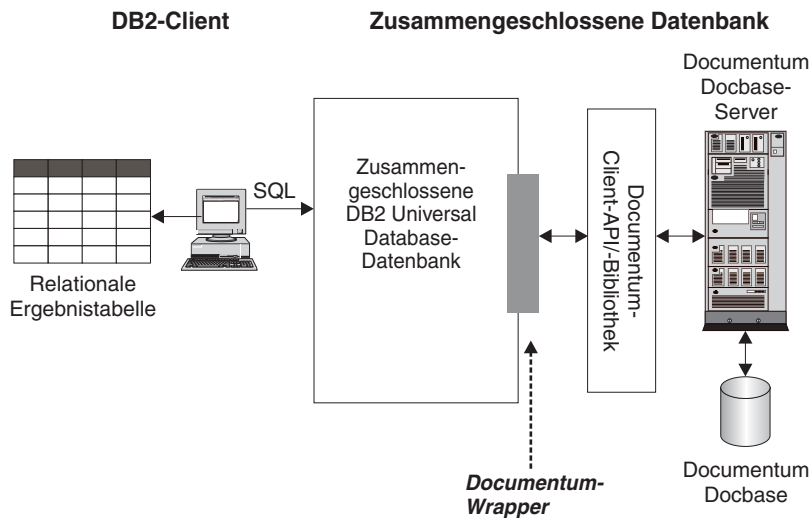 DB2-Client
Zusammengeschlossene Datenbank
Documentum
Docbase-
Server
Zusammen-
geschlossene
DB2 Universal
Database-
Datenbank
SQL
Documentum-
Client-API/-Bibliothek
Relationale
Ergebnistabelle
Documentum-
Wrapper
Documentum
Docbase